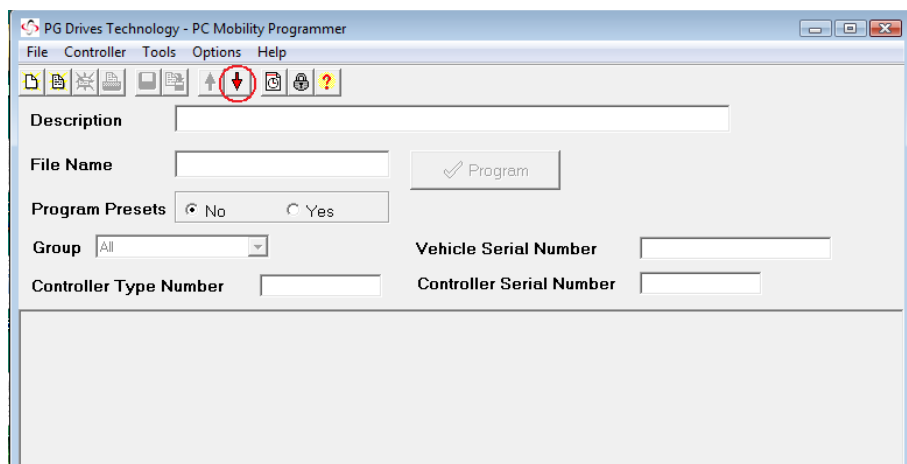 PG Drives Technology - PC Mobility Programmer
File Controller Tools Options Help
Description
File Name
Program
Program Presets No Yes
Group All Vehicle Serial Number
Controller Type Number Controller Serial Number